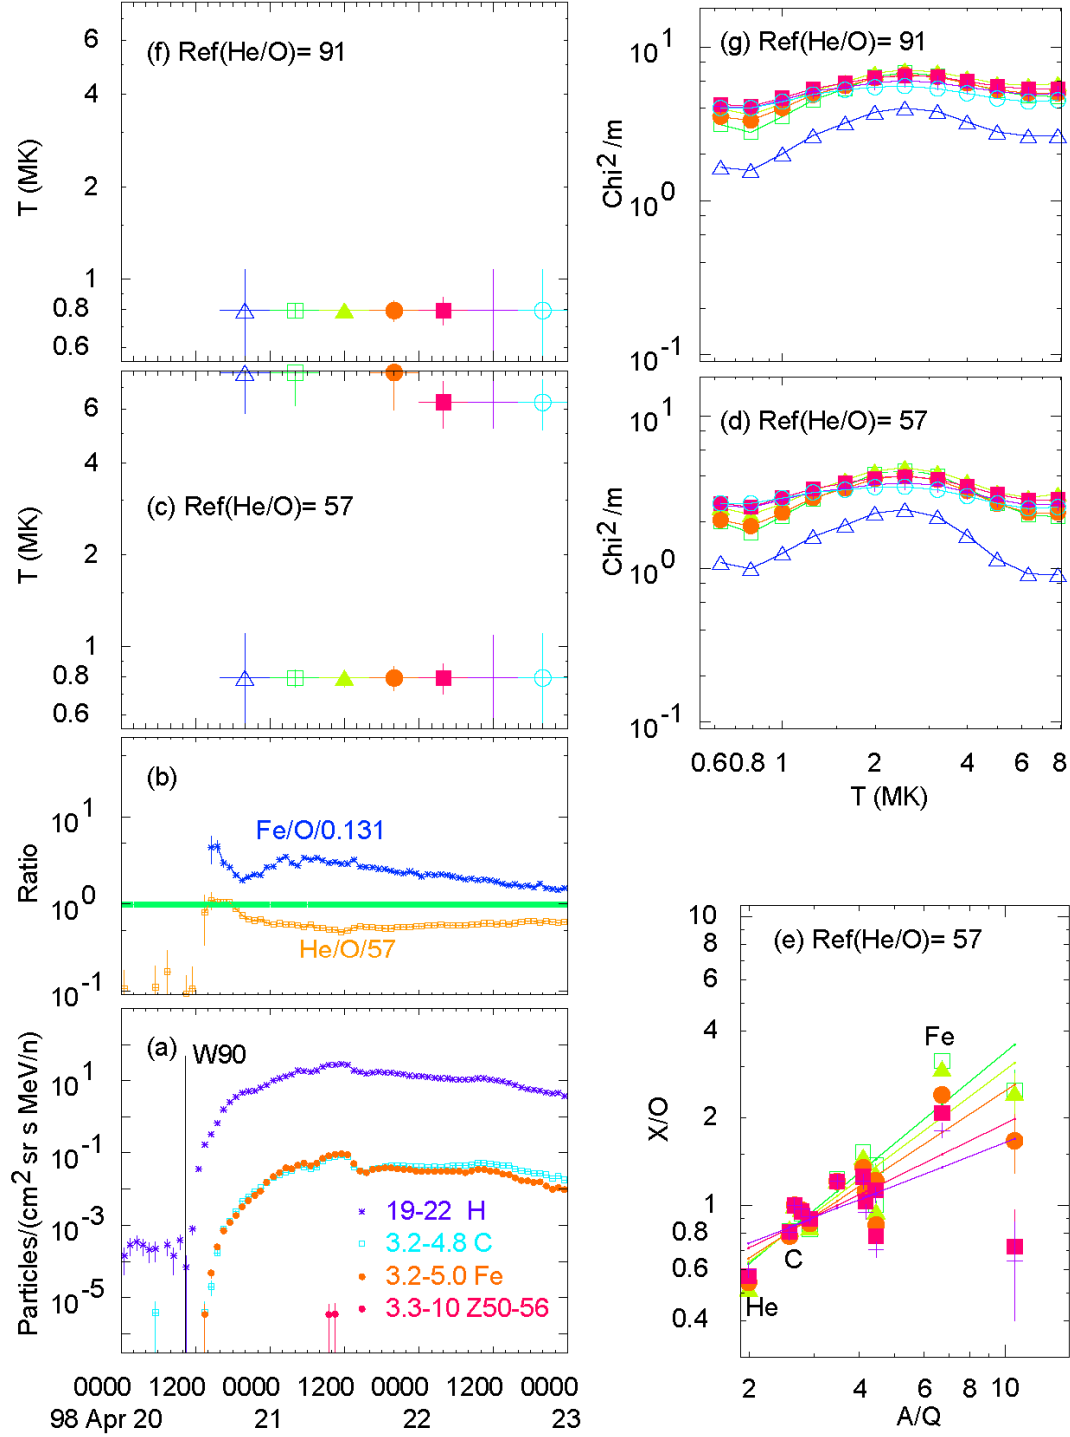 (f) Ref(He/O)= 91
6
4
2
1
0.8
0.6
T (MK)
(c) Ref(He/O)= 57
6
4
2
1
0.8
0.6
T (MK)
(b)
Fe/O/0.131
He/O/57
10^1
10^0
10^-1
Ratio
(a)
W90
19-22 H
3.2-4.8 C
3.2-5.0 Fe
3.3-10 Z50-56
10^1
10^-1
10^-3
10^-5
Particles/(cm^2 sr s MeV/n)
0000 1200 0000 1200 0000 1200 0000
98 Apr 20 21 22 23
(g) Ref(He/O)= 91
10^1
10^0
10^-1
Chi^2 /m
(d) Ref(He/O)= 57
10^1
10^0
10^-1
Chi^2 /m
0.6 0.8 1 2 4 6 8
T (MK)
(e) Ref(He/O)= 57
10
8
6
4
2
1
0.8
0.6
0.4
X/O
Fe
C
He
2 4 6 8 10
A/Q